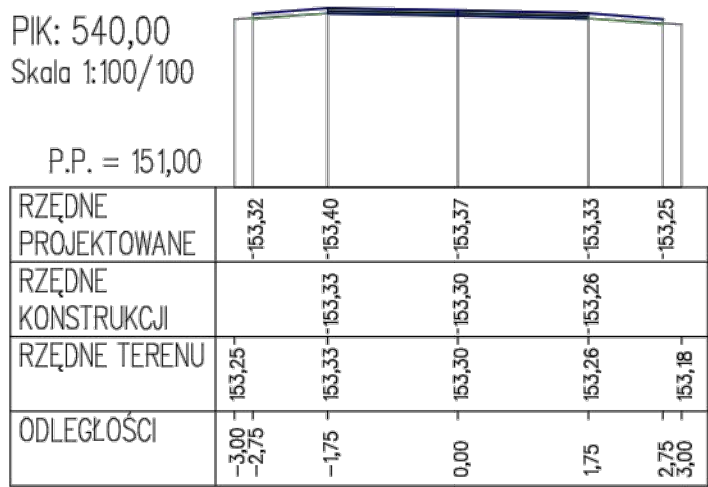 PIK: 540,00
Skala 1:100/100
P.P. = 151,00
RZĘDNE
PROJEKTOWANE
153,32
153,40
153,37
153,33
153,25
RZĘDNE
KONSTRUKCJI
153,33
153,30
153,26
RZĘDNE TERENU
153,25
153,33
153,30
153,26
153,18
ODLEGŁOŚCI
-3,00
-2,75
-1,75
0,00
1,75
2,75
3,00